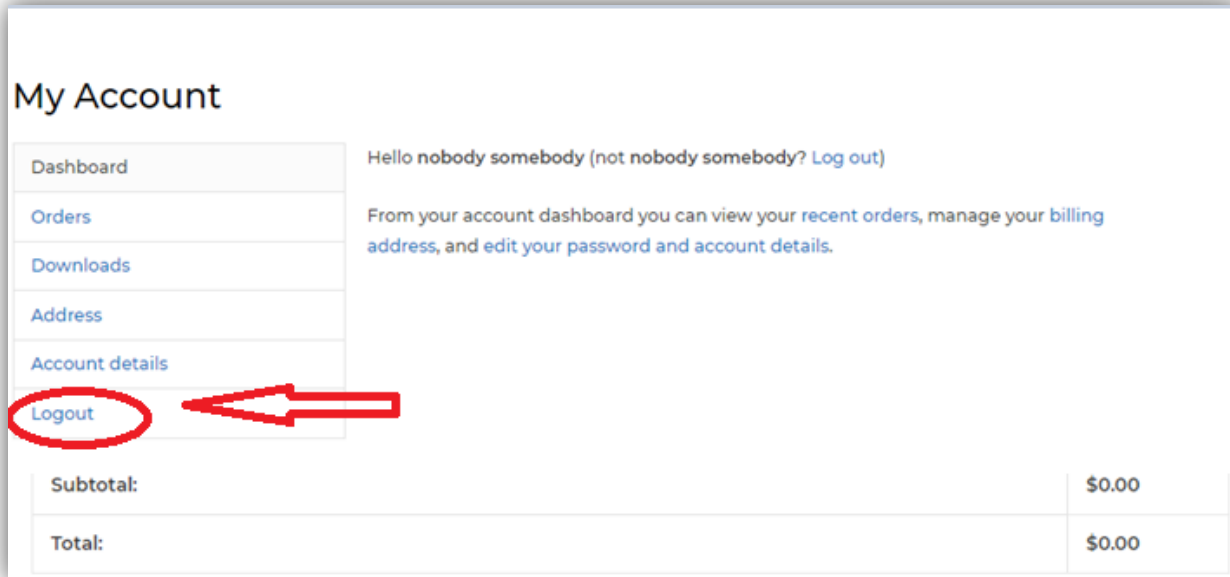 My Account
Dashboard
Orders
Downloads
Address
Account details
Logout
Hello nobody somebody (not nobody somebody? Log out)
From your account dashboard you can view your recent orders, manage your billing
address, and edit your password and account details.
Subtotal: $0.00
Total: $0.00